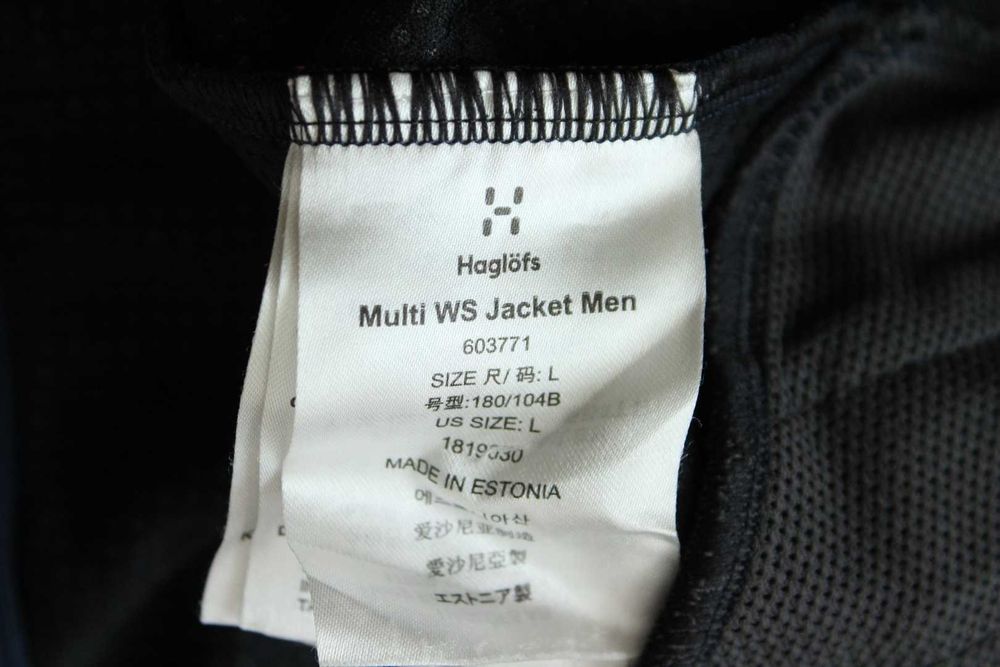 Haglöfs
Multi WS Jacket Men
603771
SIZE 尺/ 码: L
号型:180/104B
US SIZE: L
MADE IN ESTONIA
爱沙尼亚制造
爱沙尼亞製
エストニア製